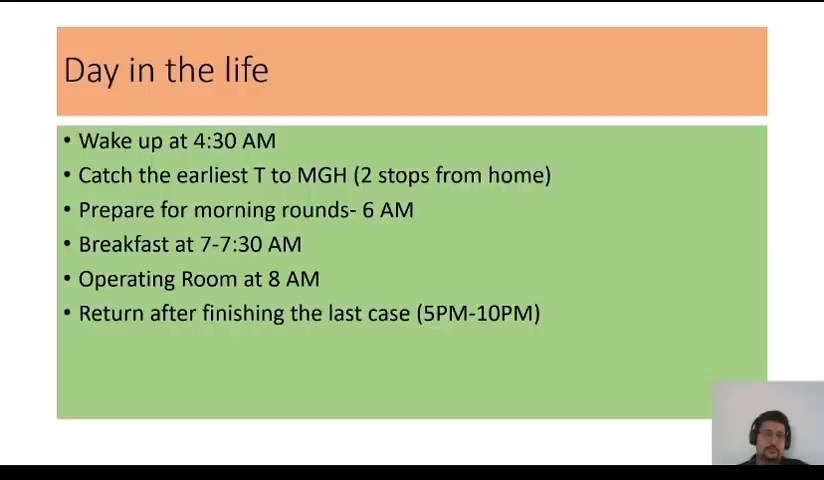 Day in the life
• Wake up at 4:30 AM
• Catch the earliest T to MGH (2 stops from home)
• Prepare for morning rounds- 6 AM
• Breakfast at 7-7:30 AM
• Operating Room at 8 AM
• Return after finishing the last case (5PM-10PM)